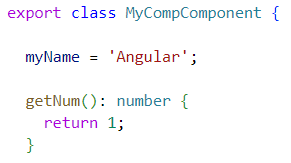 export class MyCompComponent {
myName = 'Angular';
getNum(): number {
return 1;
}